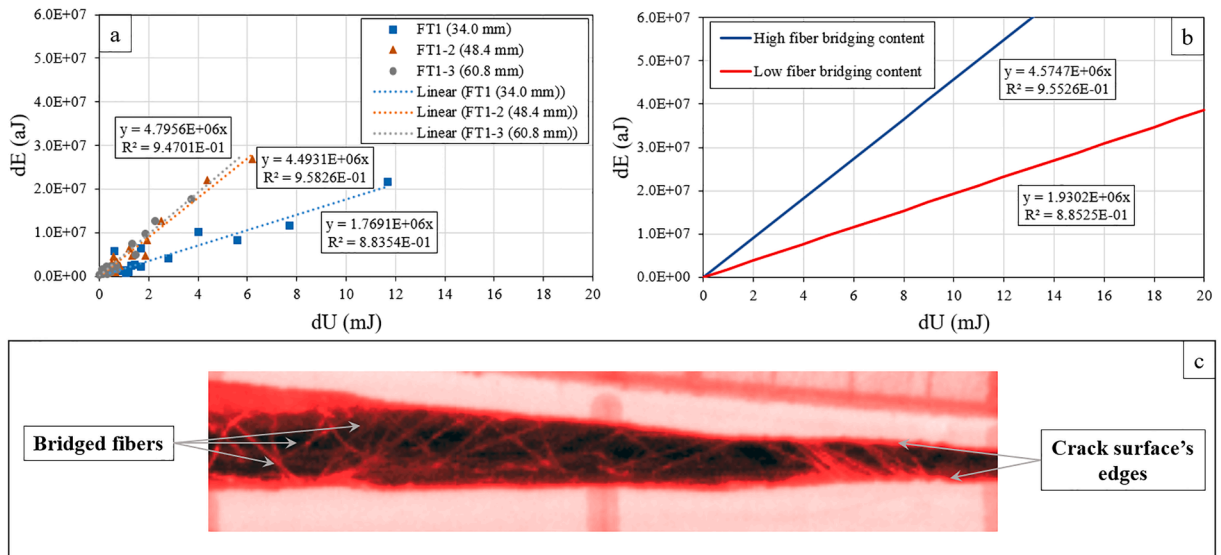 6.0E+07
5.0E+07
4.0E+07
3.0E+07
2.0E+07
1.0E+07
0.0E+00
dE (aJ)
a
FT1 (34.0 mm)
FT1-2 (48.4 mm)
FT1-3 (60.8 mm)
Linear (FT1 (34.0 mm))
Linear (FT1-2 (48.4 mm))
Linear (FT1-3 (60.8 mm))
y = 4.7956E+06x
R² = 9.4701E-01
y = 4.4931E+06x
R² = 9.5826E-01
y = 1.7691E+06x
R² = 8.8354E-01
0 2 4 6 8 10 12 14 16 18 20
dU (mJ)
6.0E+07
5.0E+07
4.0E+07
3.0E+07
2.0E+07
1.0E+07
0.0E+00
dE (aJ)
High fiber bridging content
Low fiber bridging content
b
y = 4.5747E+06x
R² = 9.5526E-01
y = 1.9302E+06x
R² = 8.8525E-01
0 2 4 6 8 10 12 14 16 18 20
dU (mJ)
c
Bridged fibers
Crack surface's
edges